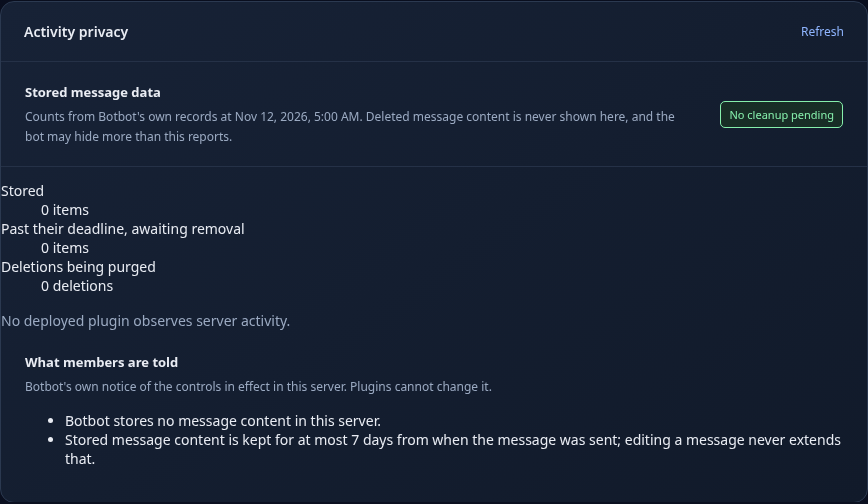 Activity privacy
Refresh
Stored message data
Counts from Botbot's own records at Nov 12, 2026, 5:00 AM. Deleted message content is never shown here, and the
bot may hide more than this reports.
No cleanup pending
Stored
0 items
Past their deadline, awaiting removal
0 items
Deletions being purged
0 deletions
No deployed plugin observes server activity.
What members are told
Botbot's own notice of the controls in effect in this server. Plugins cannot change it.
Botbot stores no message content in this server.
Stored message content is kept for at most 7 days from when the message was sent; editing a message never extends
that.